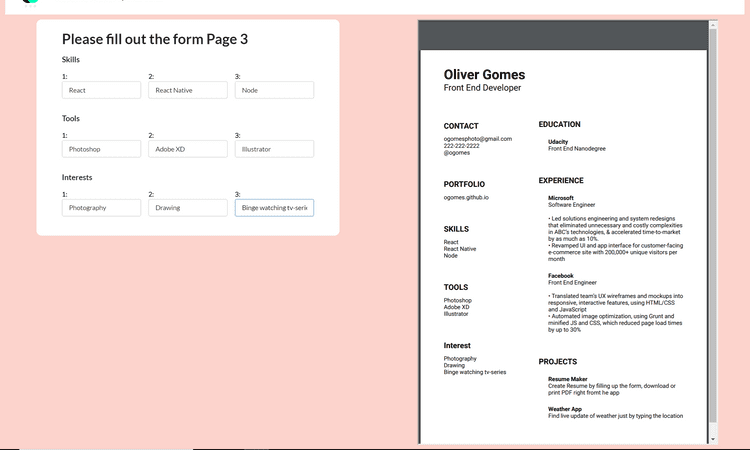 Please fill out the form Page 3
Skills
1: 2: 3:
React React Native Node
Tools
1: 2: 3:
Photoshop Adobe XD Illustrator
Interests
1: 2: 3:
Photography Drawing Binge watching tv-serie
Oliver Gomes
Front End Developer
CONTACT
ogomesphoto@gmail.com
222-222-2222
@ogomes
PORTFOLIO
ogomes.github.io
SKILLS
React
React Native
Node
TOOLS
Photoshop
Adobe XD
Illustrator
Interest
Photography
Drawing
Binge watching tv-series
EDUCATION
Udacity
Front End Nanodegree
EXPERIENCE
Microsoft
Software Engineer
• Led solutions engineering and system redesigns
that eliminated unnecessary and costly complexities
in ABC's technologies, & accelerated time-to-market
by as much as 10%.
• Revamped UI and app interface for customer-facing
e-commerce site with 200,000+ unique visitors per
month
Facebook
Front End Engineer
• Translated team's UX wireframes and mockups into
responsive, interactive features, using HTML/CSS
and JavaScript
• Automated image optimization, using Grunt and
minified JS and CSS, which reduced page load times
by up to 30%
PROJECTS
Resume Maker
Create Resume by filling up the form, download or
print PDF right fromt he app
Weather App
Find live update of weather just by typing the location